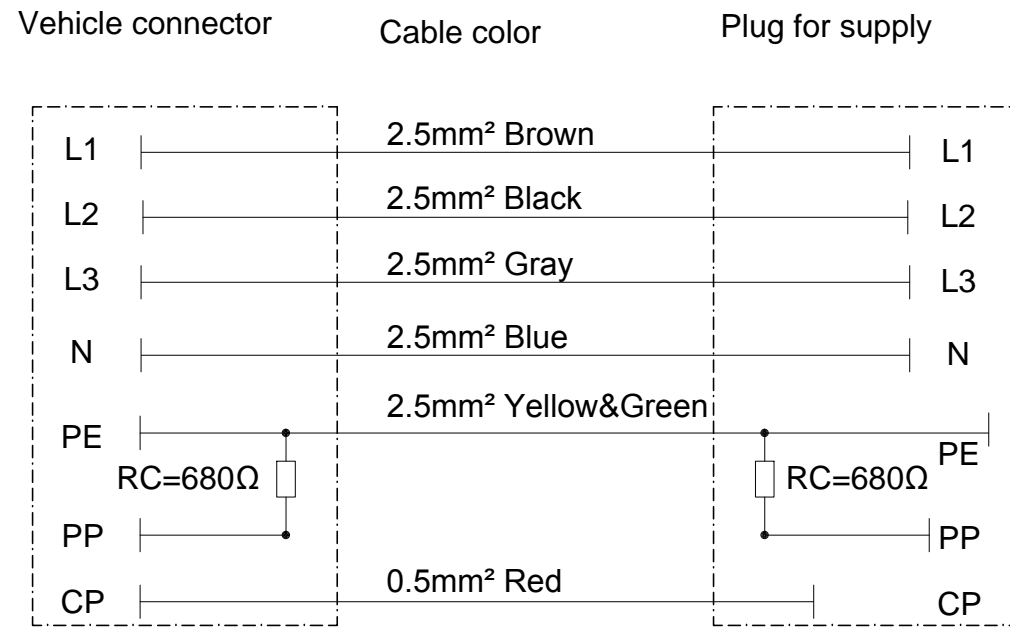 Vehicle connector Cable color Plug for supply
L1 2.5mm² Brown L1
L2 2.5mm² Black L2
L3 2.5mm² Gray L3
N 2.5mm² Blue N
2.5mm² Yellow&Green
PE PE
RC=680Ω RC=680Ω
PP PP
CP 0.5mm² Red CP